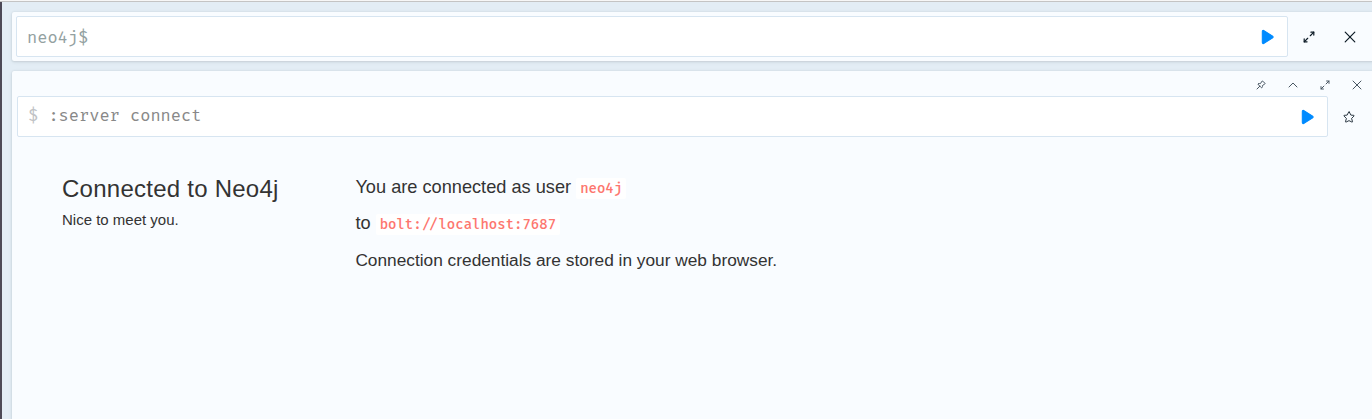 neo4j$
$ :server connect
Connected to Neo4j
Nice to meet you.
You are connected as user neo4j
to bolt://localhost:7687
Connection credentials are stored in your web browser.